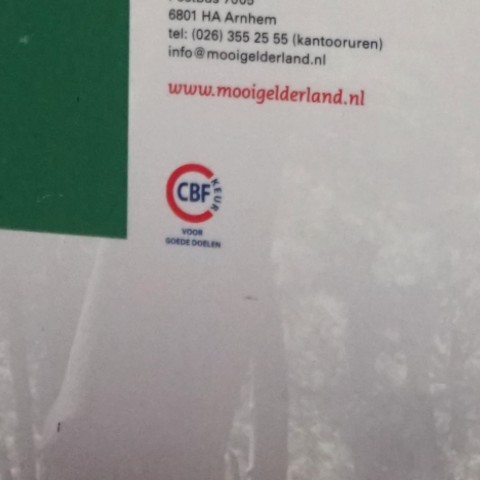 6801 HA Arnhem
tel: (026) 355 25 55 (kantooruren)
info@mooigelderland.nl
www.mooigelderland.nl
CBF
KEUR
VOOR
GOEDE DOELEN